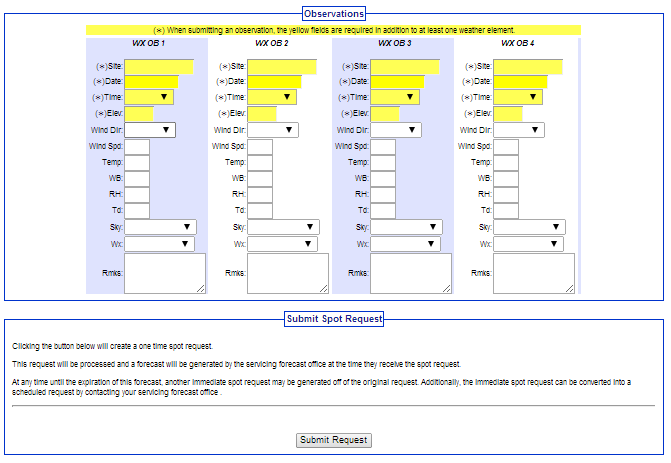 Observations
(*) When submitting an observation, the yellow fields are required in addition to at least one weather element.
WX OB 1 WX OB 2 WX OB 3 WX OB 4
(*)Site: (*)Site: (*)Site: (*)Site:
(*)Date: (*)Date: (*)Date: (*)Date:
(*)Time: (*)Time: (*)Time: (*)Time:
(*)Elev: (*)Elev: (*)Elev: (*)Elev:
Wind Dir: Wind Dir: Wind Dir: Wind Dir:
Wind Spd: Wind Spd: Wind Spd: Wind Spd:
Temp: Temp: Temp: Temp:
WB: WB: WB: WB:
RH: RH: RH: RH:
Td: Td: Td: Td:
Sky: Sky: Sky: Sky:
Wx: Wx: Wx: Wx:
Rmks: Rmks: Rmks: Rmks:
Submit Spot Request
Clicking the button below will create a one time spot request.
This request will be processed and a forecast will be generated by the servicing forecast office at the time they receive the spot request.
At any time until the expiration of this forecast, another immediate spot request may be generated off of the original request. Additionally, the immediate spot request can be converted into a
scheduled request by contacting your servicing forecast office .
Submit Request